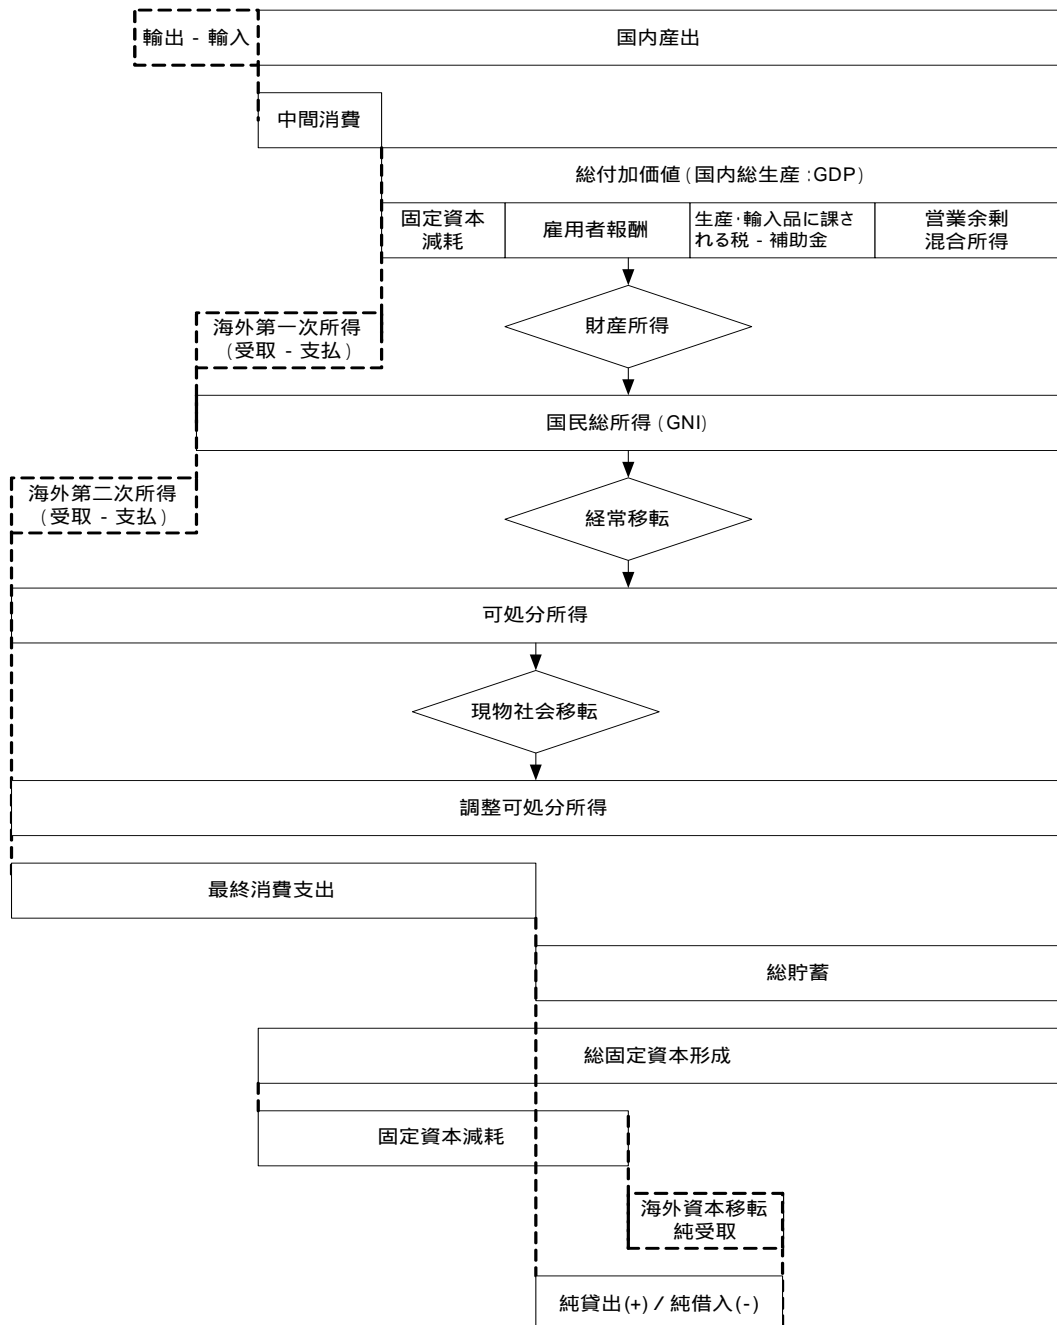 輸出 - 輸入
国内産出
中間消費
総付加価値(国内総生産:GDP)
固定資本
減耗
雇用者報酬
生産・輸入品に課さ
れる税 - 補助金
営業余剰
混合所得
海外第一次所得
(受取 - 支払)
財産所得
国民総所得(GNI)
海外第二次所得
(受取 - 支払)
経常移転
可処分所得
現物社会移転
調整可処分所得
最終消費支出
総貯蓄
総固定資本形成
固定資本減耗
海外資本移転
純受取
純貸出(+) / 純借入(-)